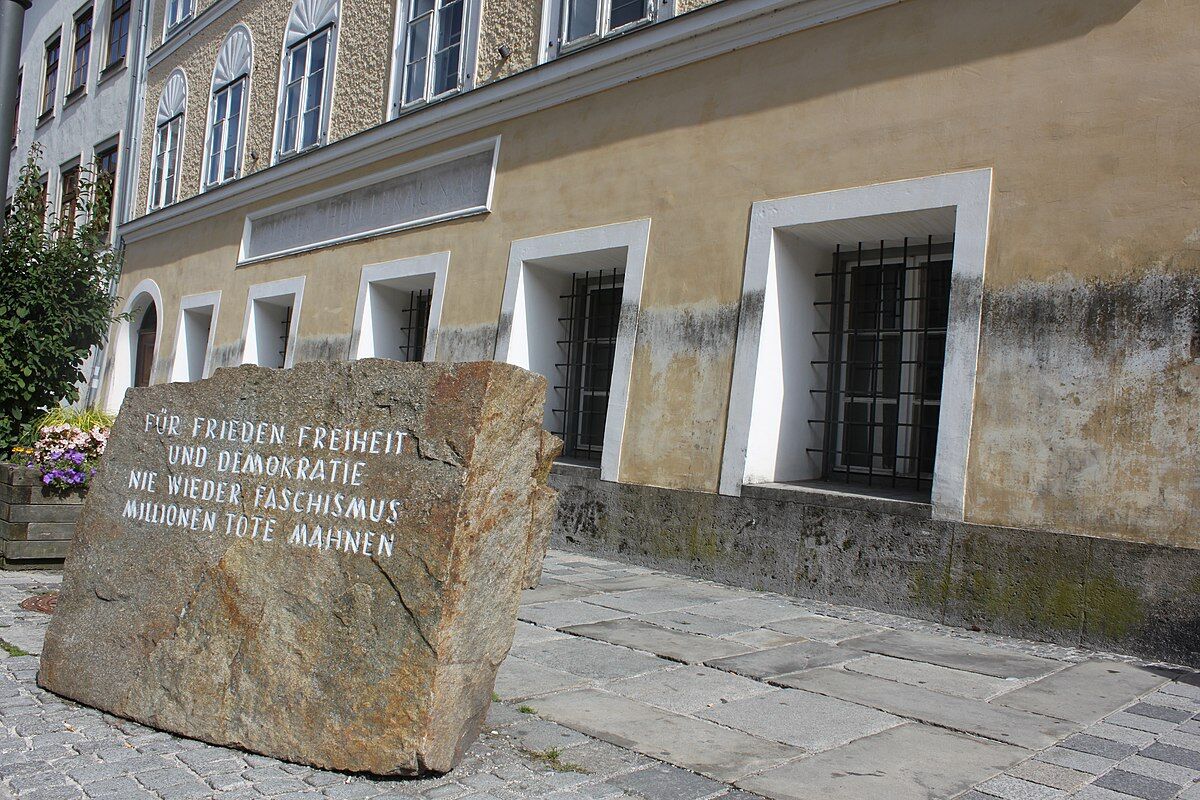 FÜR FRIEDEN FREIHEIT
UND DEMOKRATIE
NIE WIEDER FASCHISMUS
MILLIONEN TOTE MAHNEN